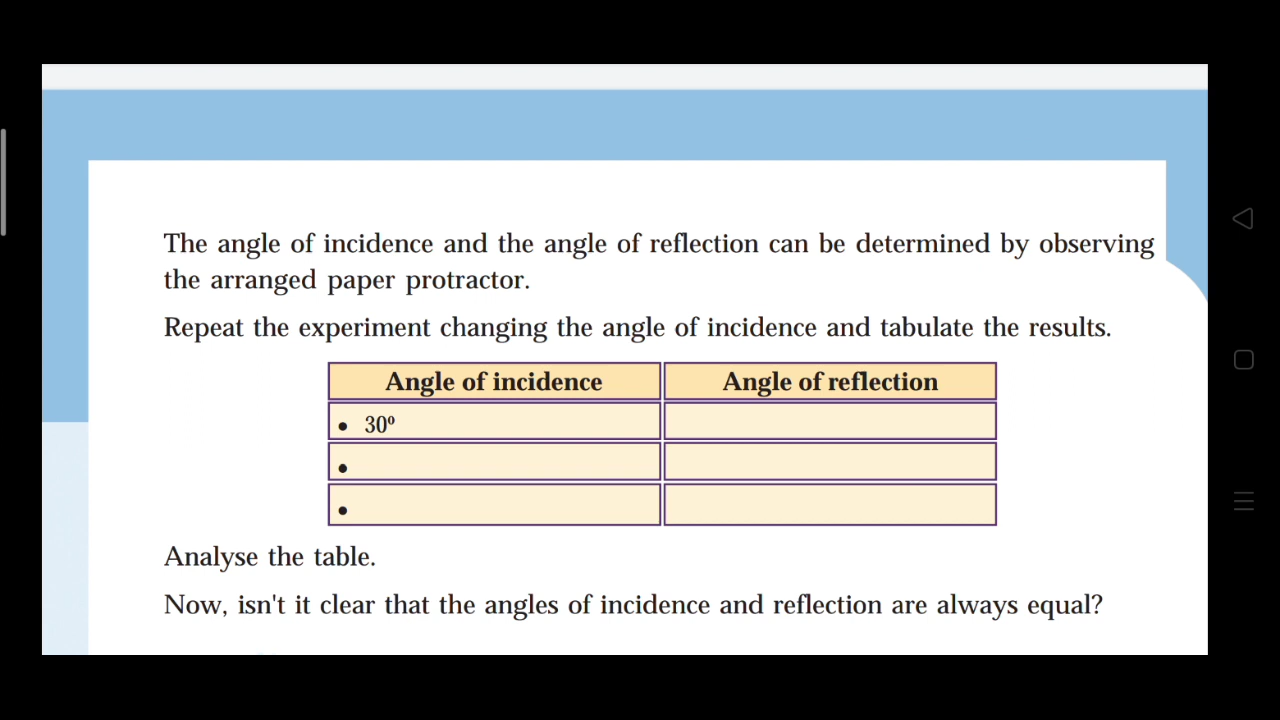 The angle of incidence and the angle of reflection can be determined by observing
the arranged paper protractor.
Repeat the experiment changing the angle of incidence and tabulate the results.
Angle of incidence Angle of reflection
• 30º
•
•
Analyse the table.
Now, isn't it clear that the angles of incidence and reflection are always equal?